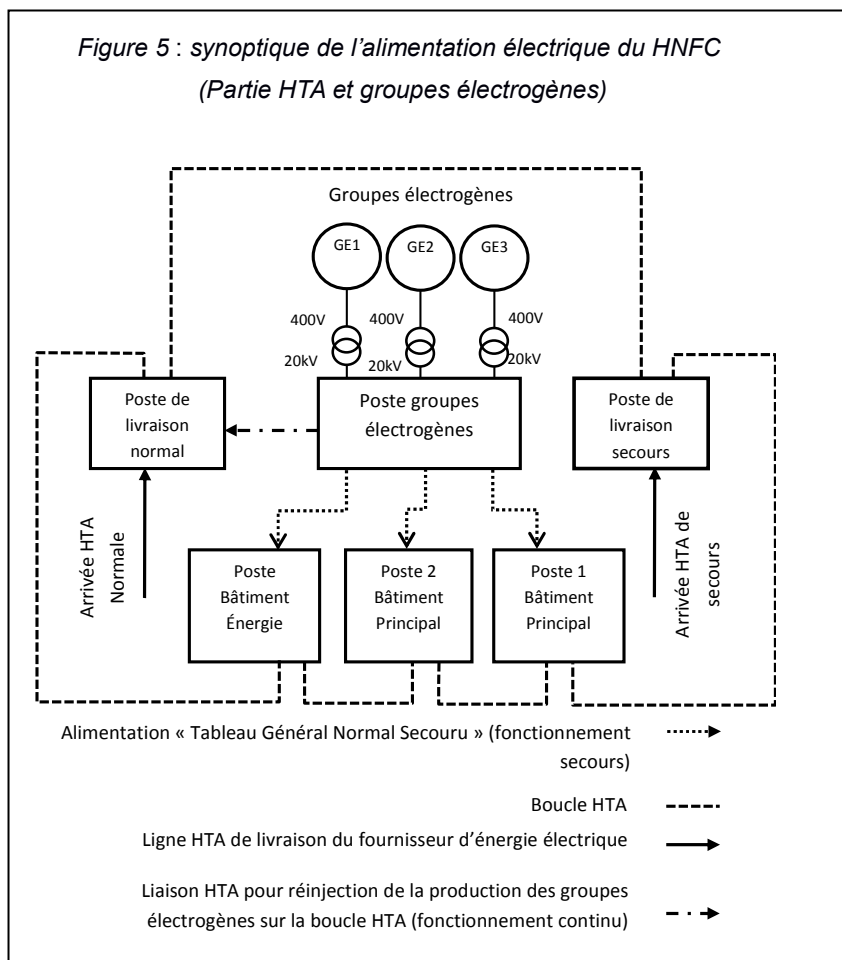 Figure 5 : synoptique de l'alimentation électrique du HNFC
(Partie HTA et groupes électrogènes)
Groupes électrogènes
GE1
GE2
GE3
400V
400V
400V
20kV
20kV
20kV
Poste de
livraison
normal
Poste groupes
électrogènes
Poste de
livraison
secours
Arrivée HTA
Normale
Arrivée HTA de
secours
Poste
Bâtiment
Énergie
Poste 2
Bâtiment
Principal
Poste 1
Bâtiment
Principal
Alimentation « Tableau Général Normal Secouru » (fonctionnement
secours)
Boucle HTA
Ligne HTA de livraison du fournisseur d'énergie électrique
Liaison HTA pour réinjection de la production des groupes
électrogènes sur la boucle HTA (fonctionnement continu)